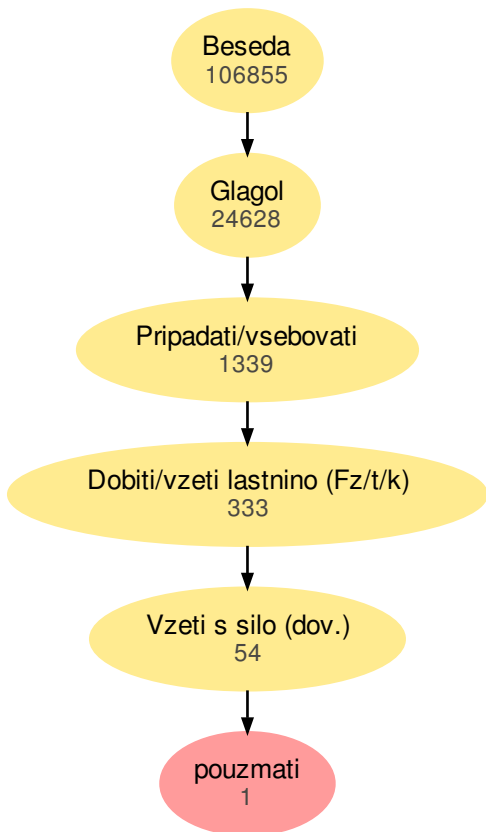 Beseda
106855
Glagol
24628
Pripadati/vsebovati
1339
Dobiti/vzeti lastnino (Fz/t/k)
333
Vzeti s silo (dov.)
54
pouzmati
1